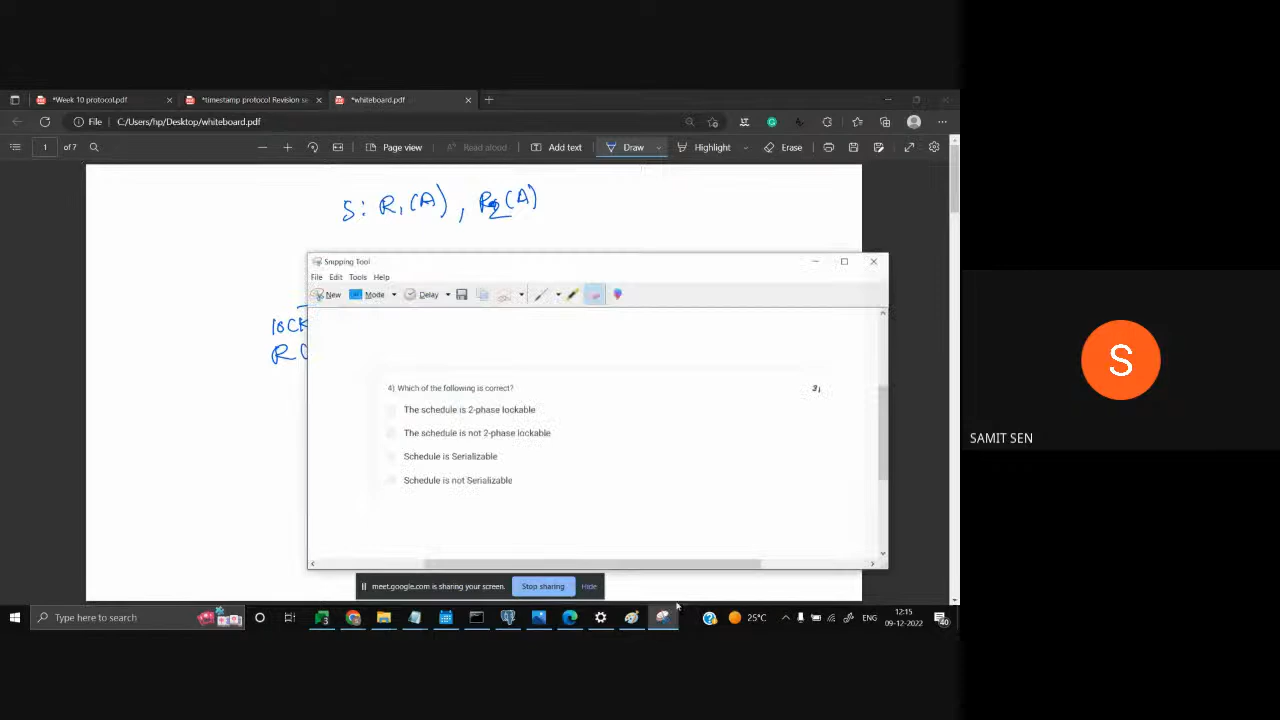 *Week 10 protocol.pdf
*timestamp protocol Revision se
*whiteboard.pdf
File C:/Users/hp/Desktop/whiteboard.pdf
1 of 7 Page view Read aloud Add text Draw Highlight Erase
S: R1(A), R2(A)
Snipping Tool
File Edit Tools Help
New Mode Delay
lock
R(
4) Which of the following is correct?
The schedule is 2-phase lockable
The schedule is not 2-phase lockable
Schedule is Serializable
Schedule is not Serializable
S
SAMIT SEN
meet.google.com is sharing your screen. Stop sharing Hide
Type here to search
25°C
ENG
12:15
09-12-2022
40